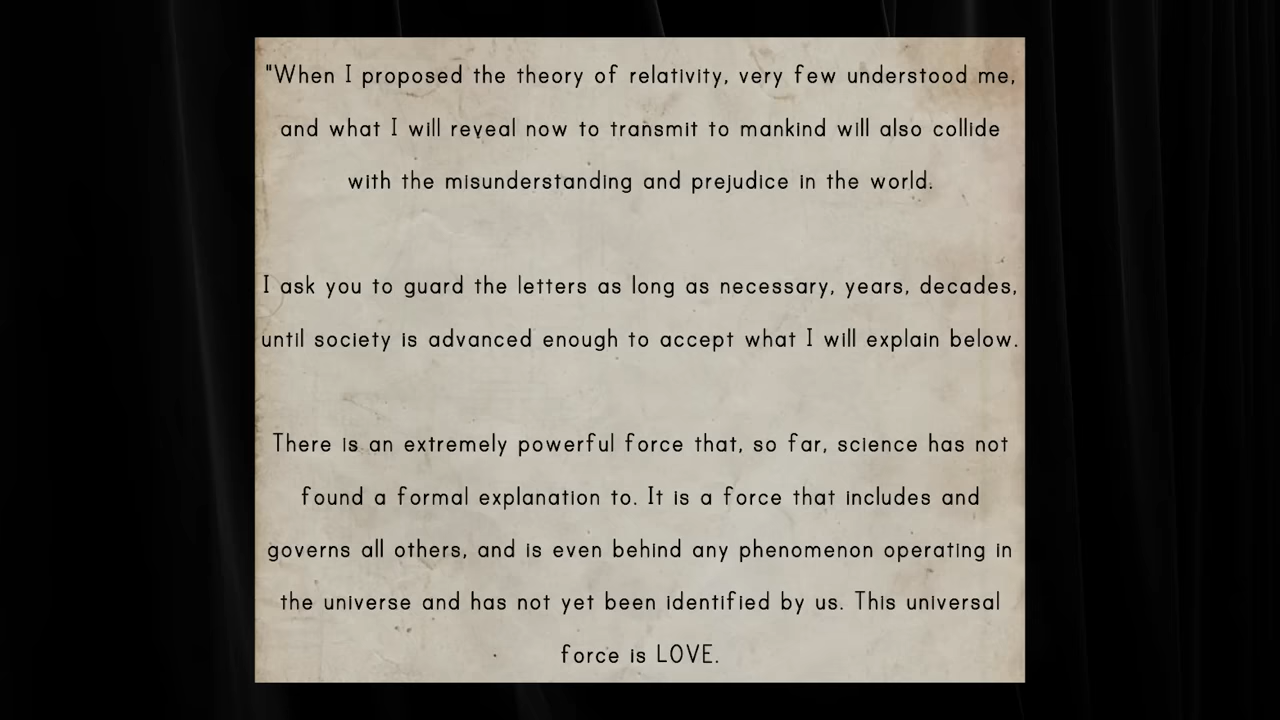 "When I proposed the theory of relativity, very few understood me,
and what I will reveal now to transmit to mankind will also collide
with the misunderstanding and prejudice in the world.
I ask you to guard the letters as long as necessary, years, decades,
until society is advanced enough to accept what I will explain below.
There is an extremely powerful force that, so far, science has not
found a formal explanation to. It is a force that includes and
governs all others, and is even behind any phenomenon operating in
the universe and has not yet been identified by us. This universal
force is LOVE.